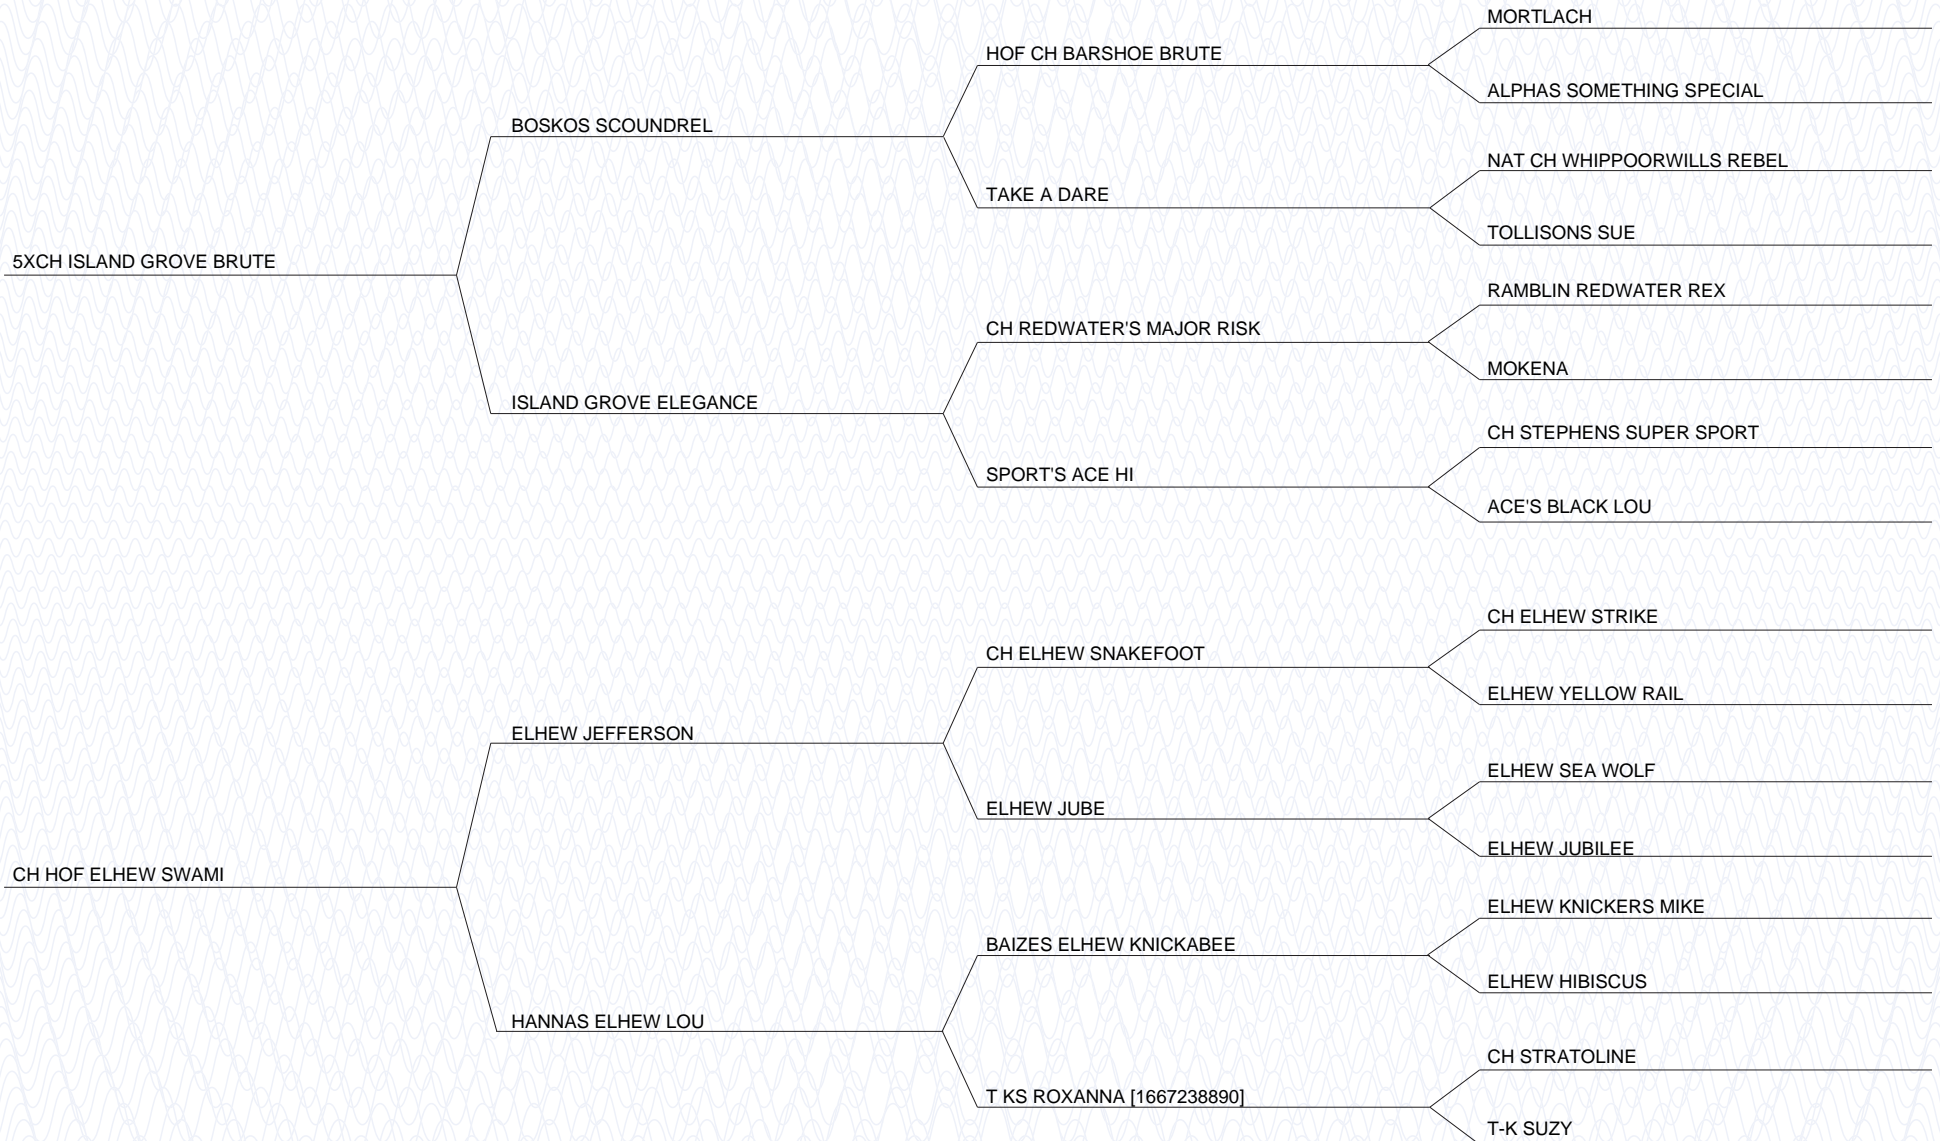 MORTLACH
HOF CH BARSHOE BRUTE
ALPHAS SOMETHING SPECIAL
BOSKOS SCOUNDREL
NAT CH WHIPPOORWILLS REBEL
TAKE A DARE
TOLLISONS SUE
5XCH ISLAND GROVE BRUTE
RAMBLIN REDWATER REX
CH REDWATER'S MAJOR RISK
MOKENA
ISLAND GROVE ELEGANCE
CH STEPHENS SUPER SPORT
SPORT'S ACE HI
ACE'S BLACK LOU
CH ELHEW STRIKE
CH ELHEW SNAKEFOOT
ELHEW YELLOW RAIL
ELHEW JEFFERSON
ELHEW SEA WOLF
ELHEW JUBE
ELHEW JUBILEE
CH HOF ELHEW SWAMI
ELHEW KNICKERS MIKE
BAIZES ELHEW KNICKABEE
ELHEW HIBISCUS
HANNAS ELHEW LOU
CH STRATOLINE
T KS ROXANNA [1667238890]
T-K SUZY